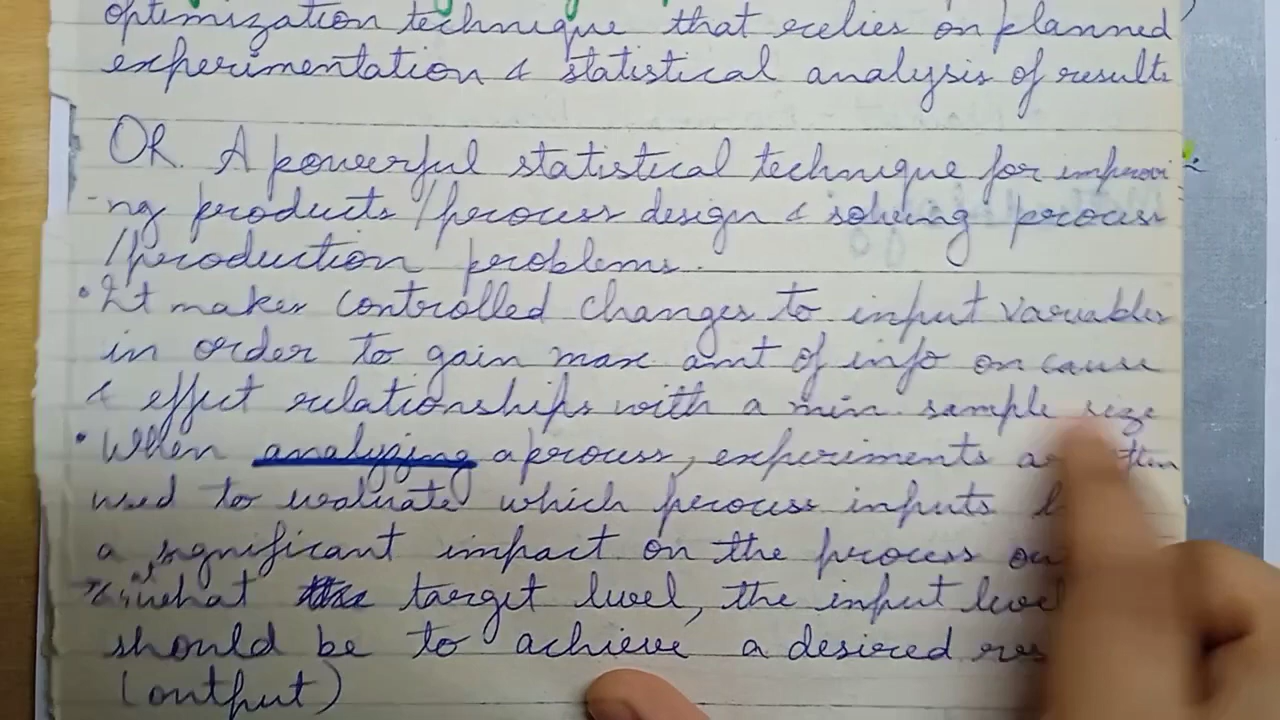 optimization technique that relies on planned
experimentation & statistical analysis of results
OR. A powerful statistical technique for improvi
-ng products/process design & solving process
/production problems.
• It makes controlled changes to input variables
in order to gain max amt of info on cause
& effect relationships with a min. sample size
• When analyzing a process, experiments are often
used to evaluate which process inputs
a significant impact on the process
& what target level, the input level
should be to achieve a desired
(output)